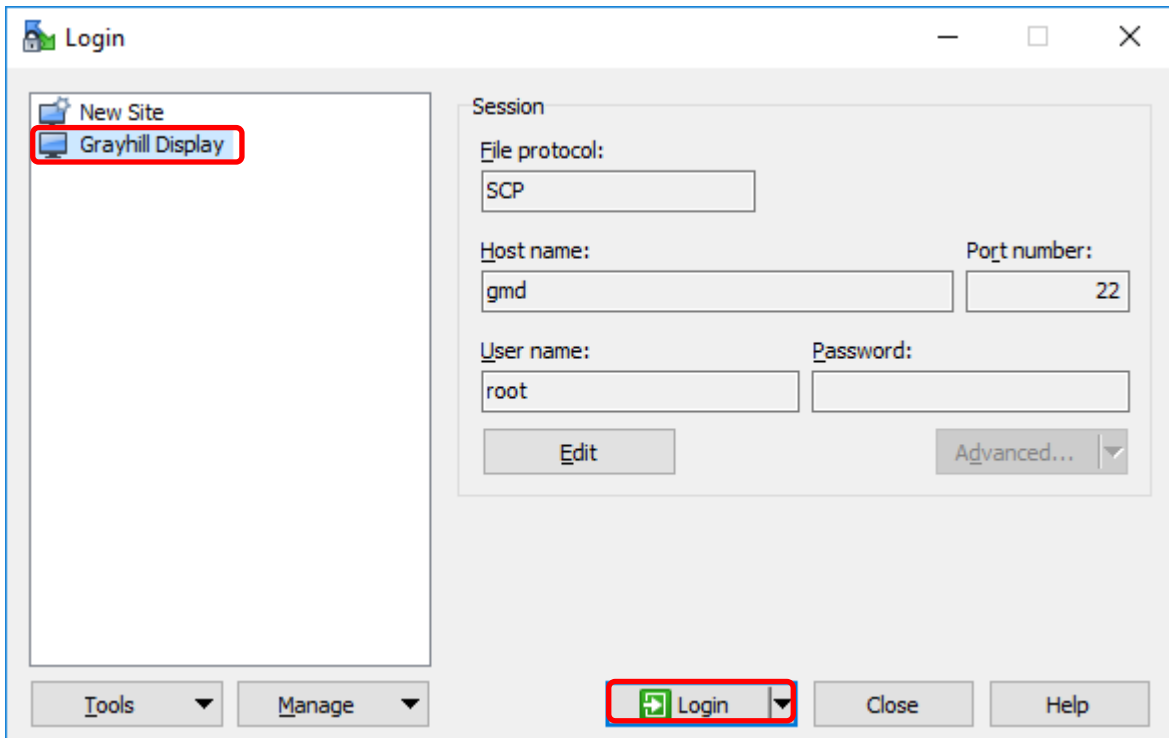 Login
New Site
Grayhill Display
Session
File protocol:
SCP
Host name:
Port number:
gmd
22
User name:
Password:
root
Edit
Advanced...
Tools
Manage
Login
Close
Help